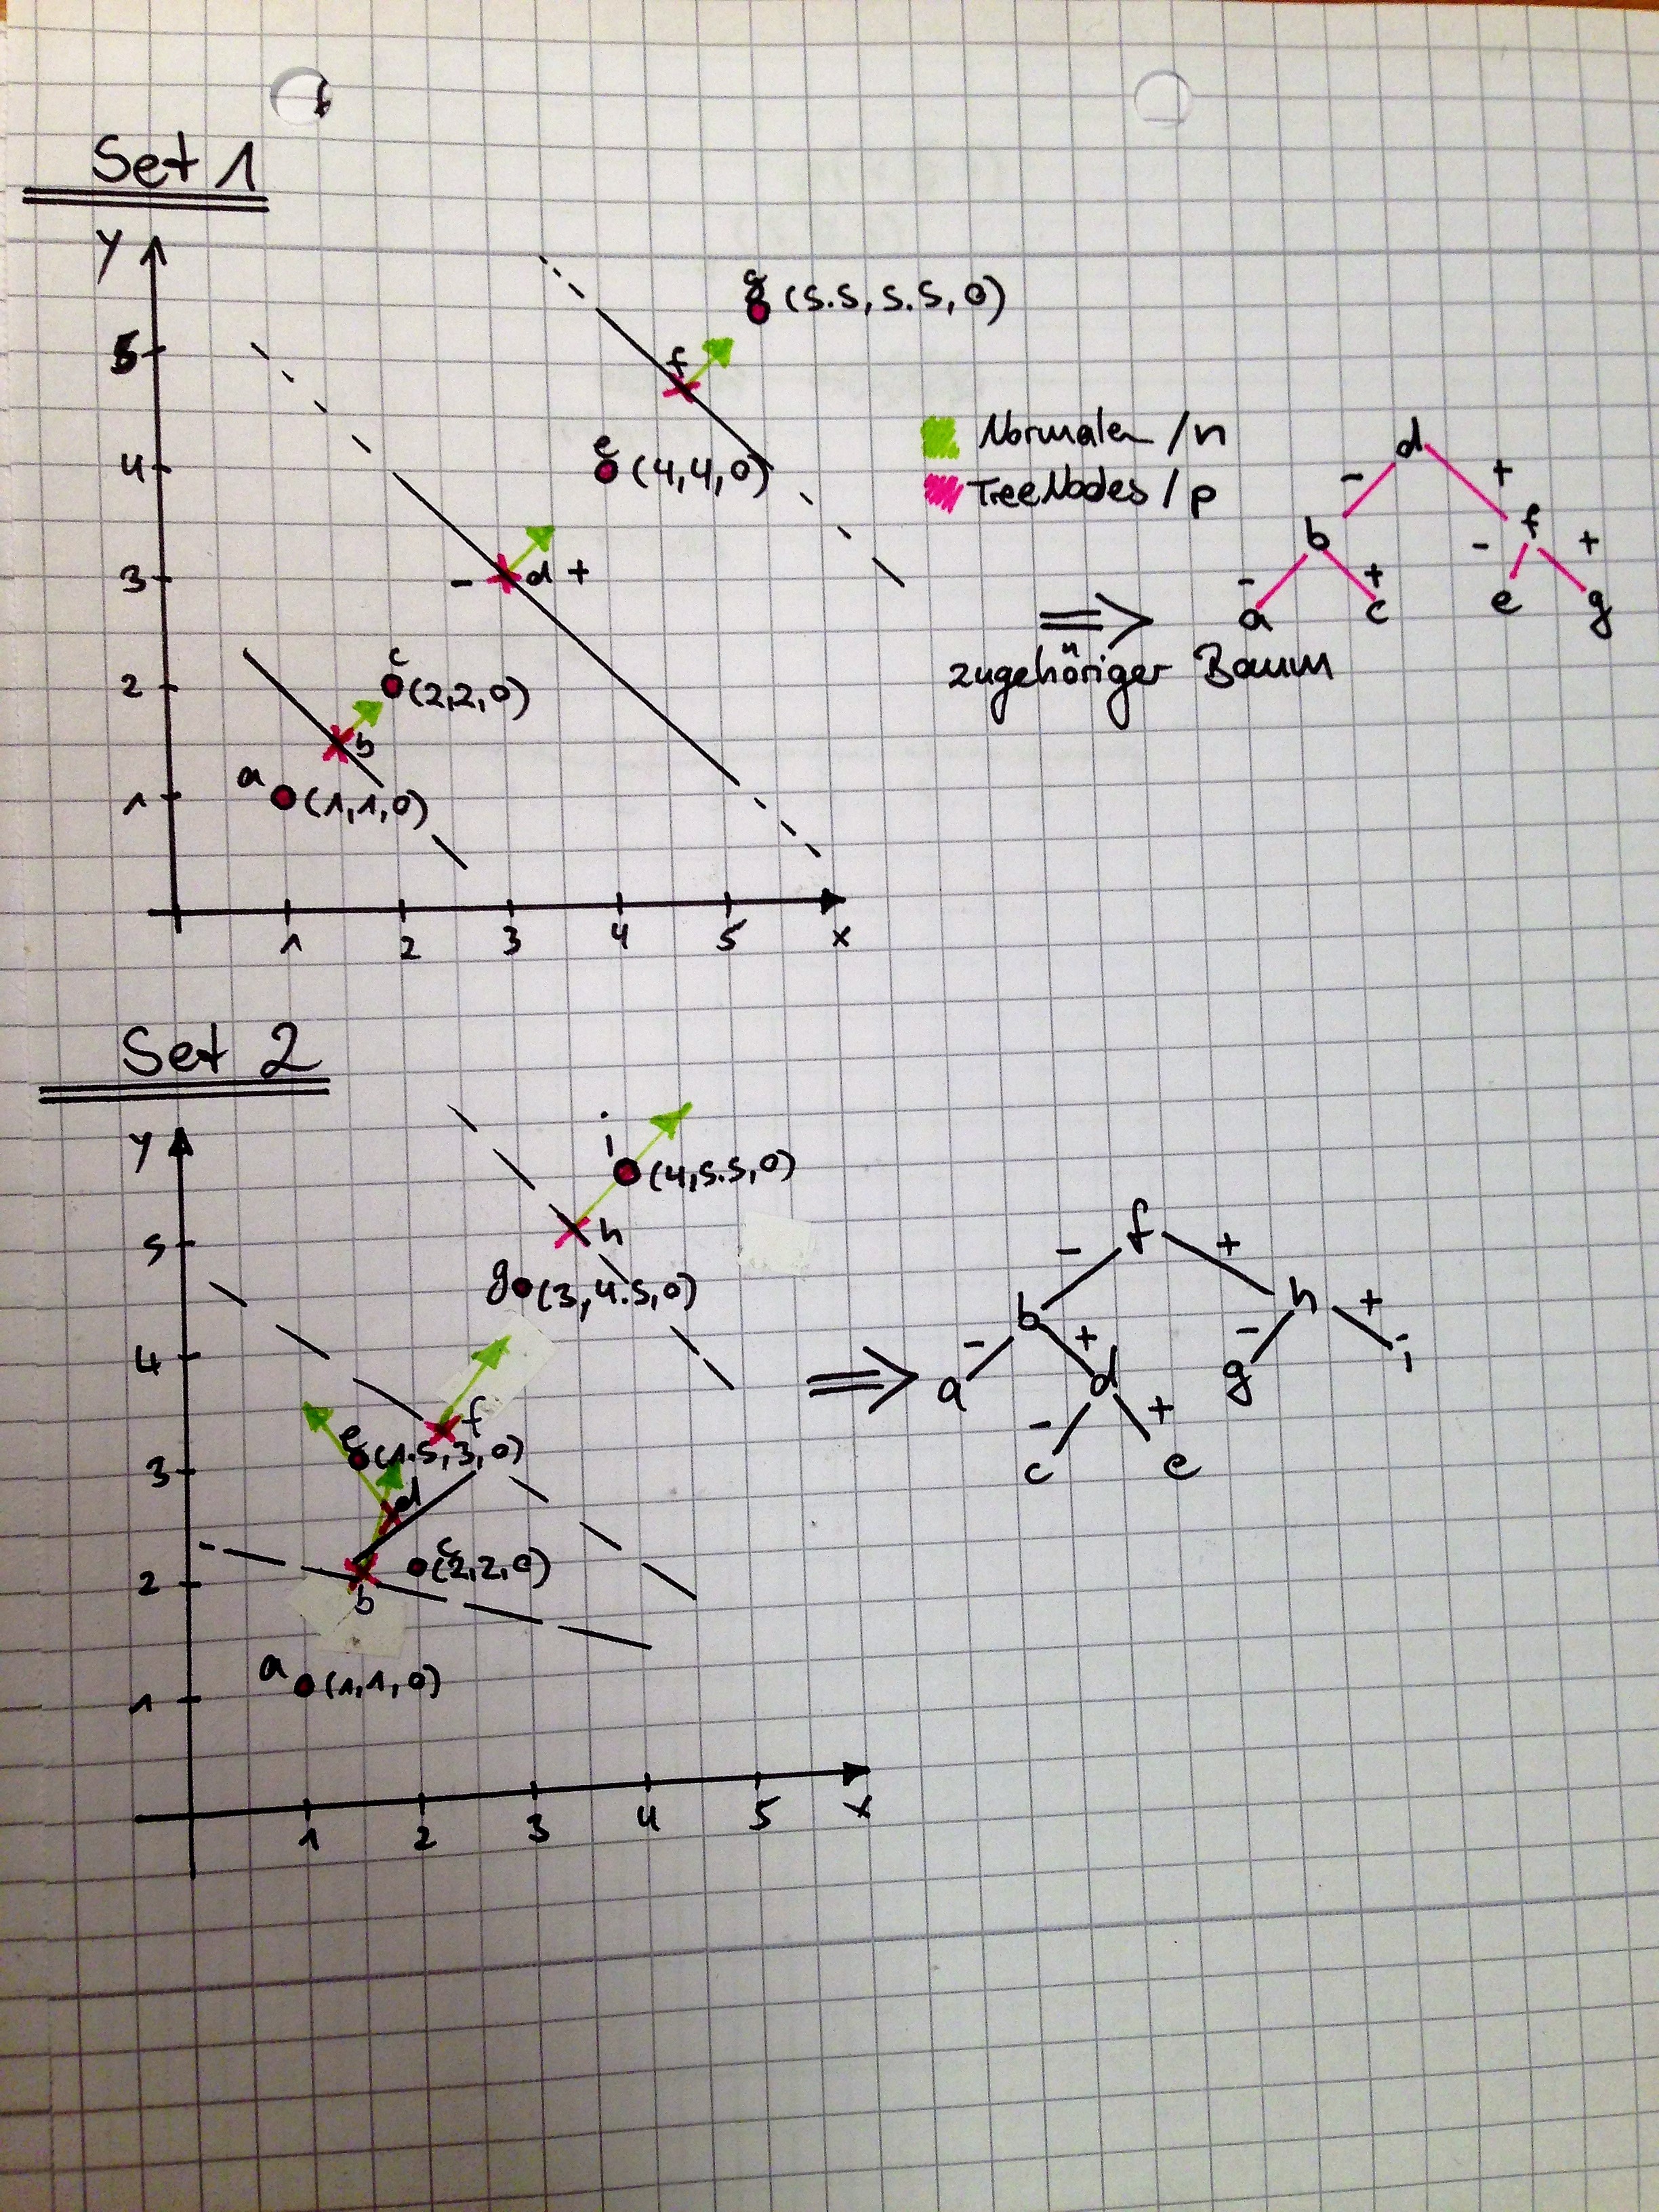 Set 1
y
g
(5.5, 5.5, 0)
5
f
e
(4,4,0)
4
Normalen / n
TreeNodes / p
d
- +
b f
- + - +
a c e g
3
- d +
⇒
zugehöriger Baum
c
2
(2,2,0)
b
a
1
(1,1,0)
1 2 3 4 5 x
Set 2
y
i
(4,5.5,0)
h
5
g (3,4.5,0)
4
f
e
(1.5,3,0)
3
d
c
(2,2,0)
2
b
a (1,1,0)
1
1 2 3 4 5 x
⇒
f
- +
b h
- + - +
a d g i
- +
c e